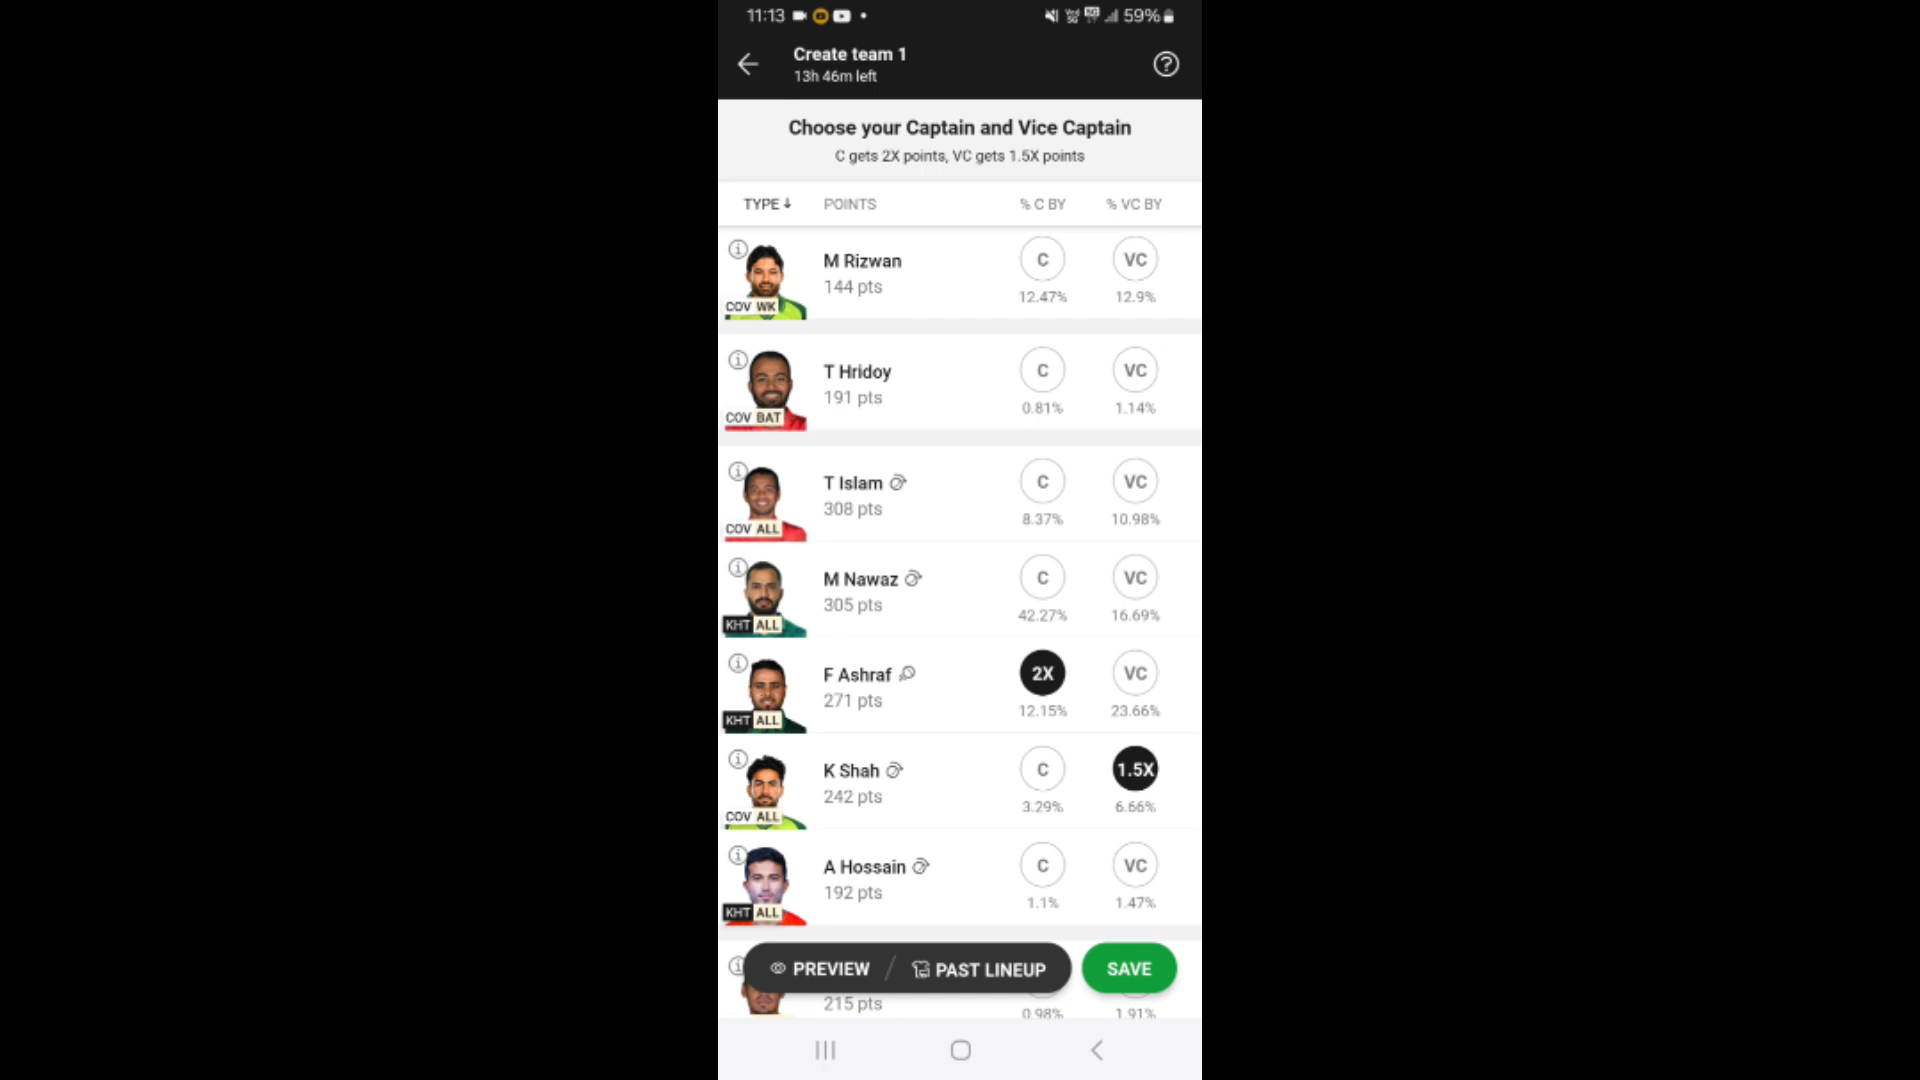 11:13 59%
Create team 1
13h 46m left
Choose your Captain and Vice Captain
C gets 2X points, VC gets 1.5X points
TYPE↓ POINTS % C BY % VC BY
M Rizwan C VC
144 pts
COV WK 12.47% 12.9%
T Hridoy C VC
191 pts
COV BAT 0.81% 1.14%
T Islam C VC
308 pts
COV ALL 8.37% 10.98%
M Nawaz C VC
305 pts
KHT ALL 42.27% 16.69%
F Ashraf 2X VC
271 pts
KHT ALL 12.15% 23.66%
K Shah C 1.5X
242 pts
COV ALL 3.29% 6.66%
A Hossain C VC
192 pts
KHT ALL 1.1% 1.47%
PREVIEW / PAST LINEUP SAVE
215 pts 0.98% 1.91%